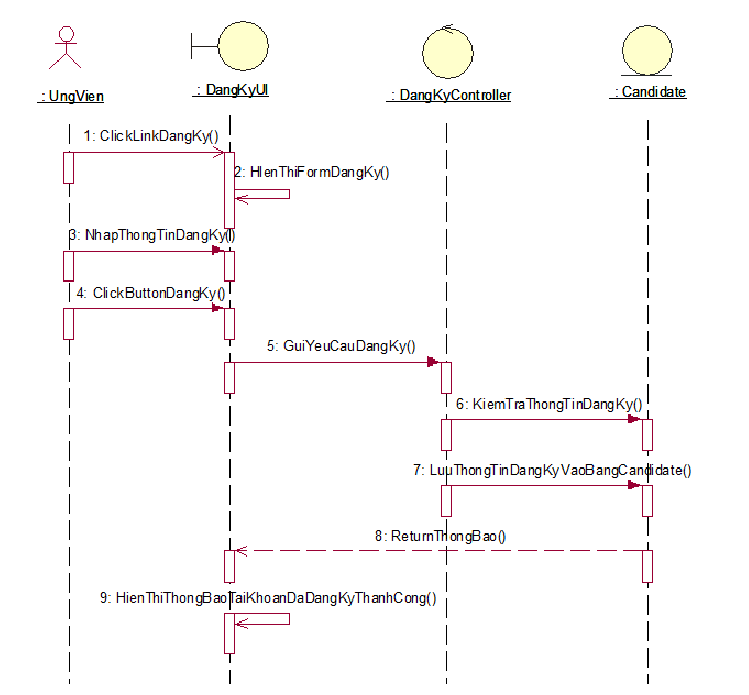 : UngVien
: DangKyUI
: DangKyController
: Candidate
1: ClickLinkDangKy()
2: HIenThiFormDangKy()
3: NhapThongTinDangKy()
4: ClickButtonDangKy()
5: GuiYeuCauDangKy()
6: KiemTraThongTinDangKy()
7: LuuThongTinDangKyVaoBangCandidate()
8: ReturnThongBao()
9: HienThiThongBaoTaiKhoanDaDangKyThanhCong()